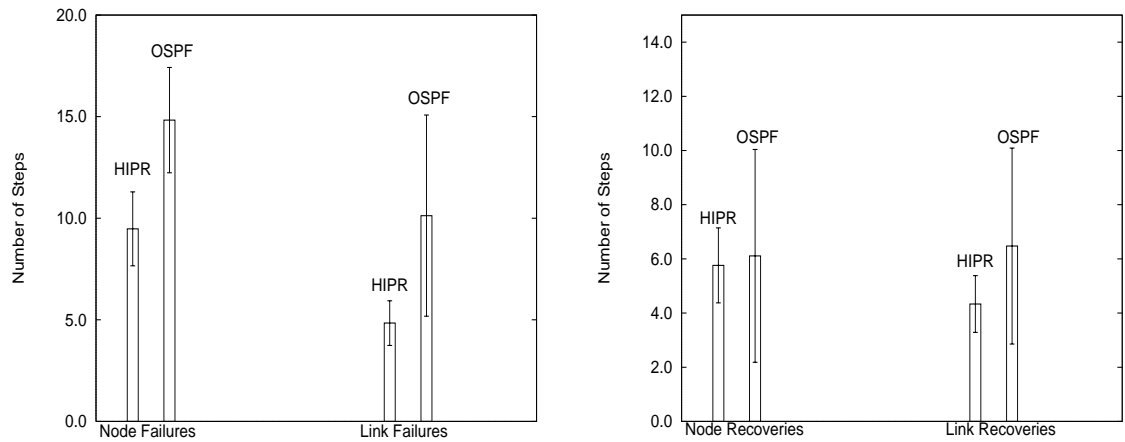 20.0
OSPF
15.0
OSPF
HIPR
10.0
HIPR
5.0
0.0
Number of Steps
Node Failures
Link Failures
14.0
12.0
10.0
OSPF
OSPF
8.0
HIPR
6.0
HIPR
4.0
2.0
0.0
Number of Steps
Node Recoveries
Link Recoveries